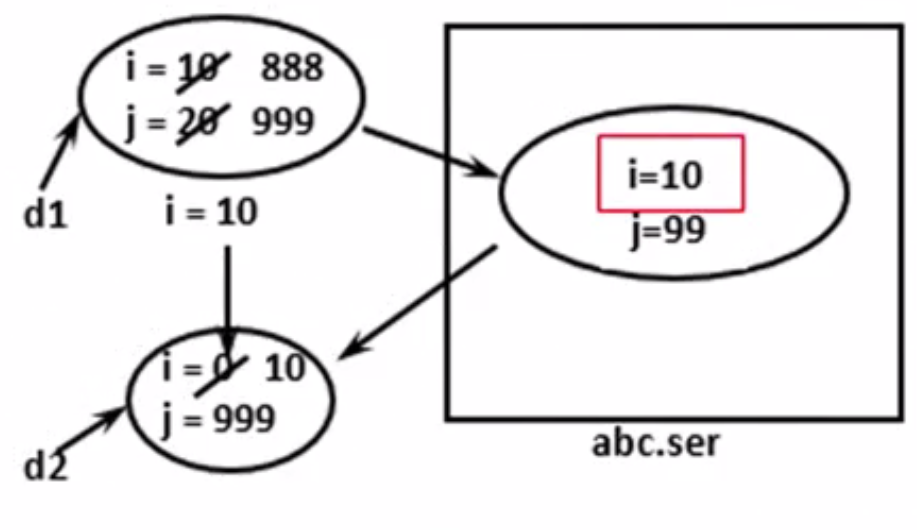 i = 10 888
j = 20 999
d1
i = 10
i=10
j=99
i = 0 10
j = 999
d2
abc.ser